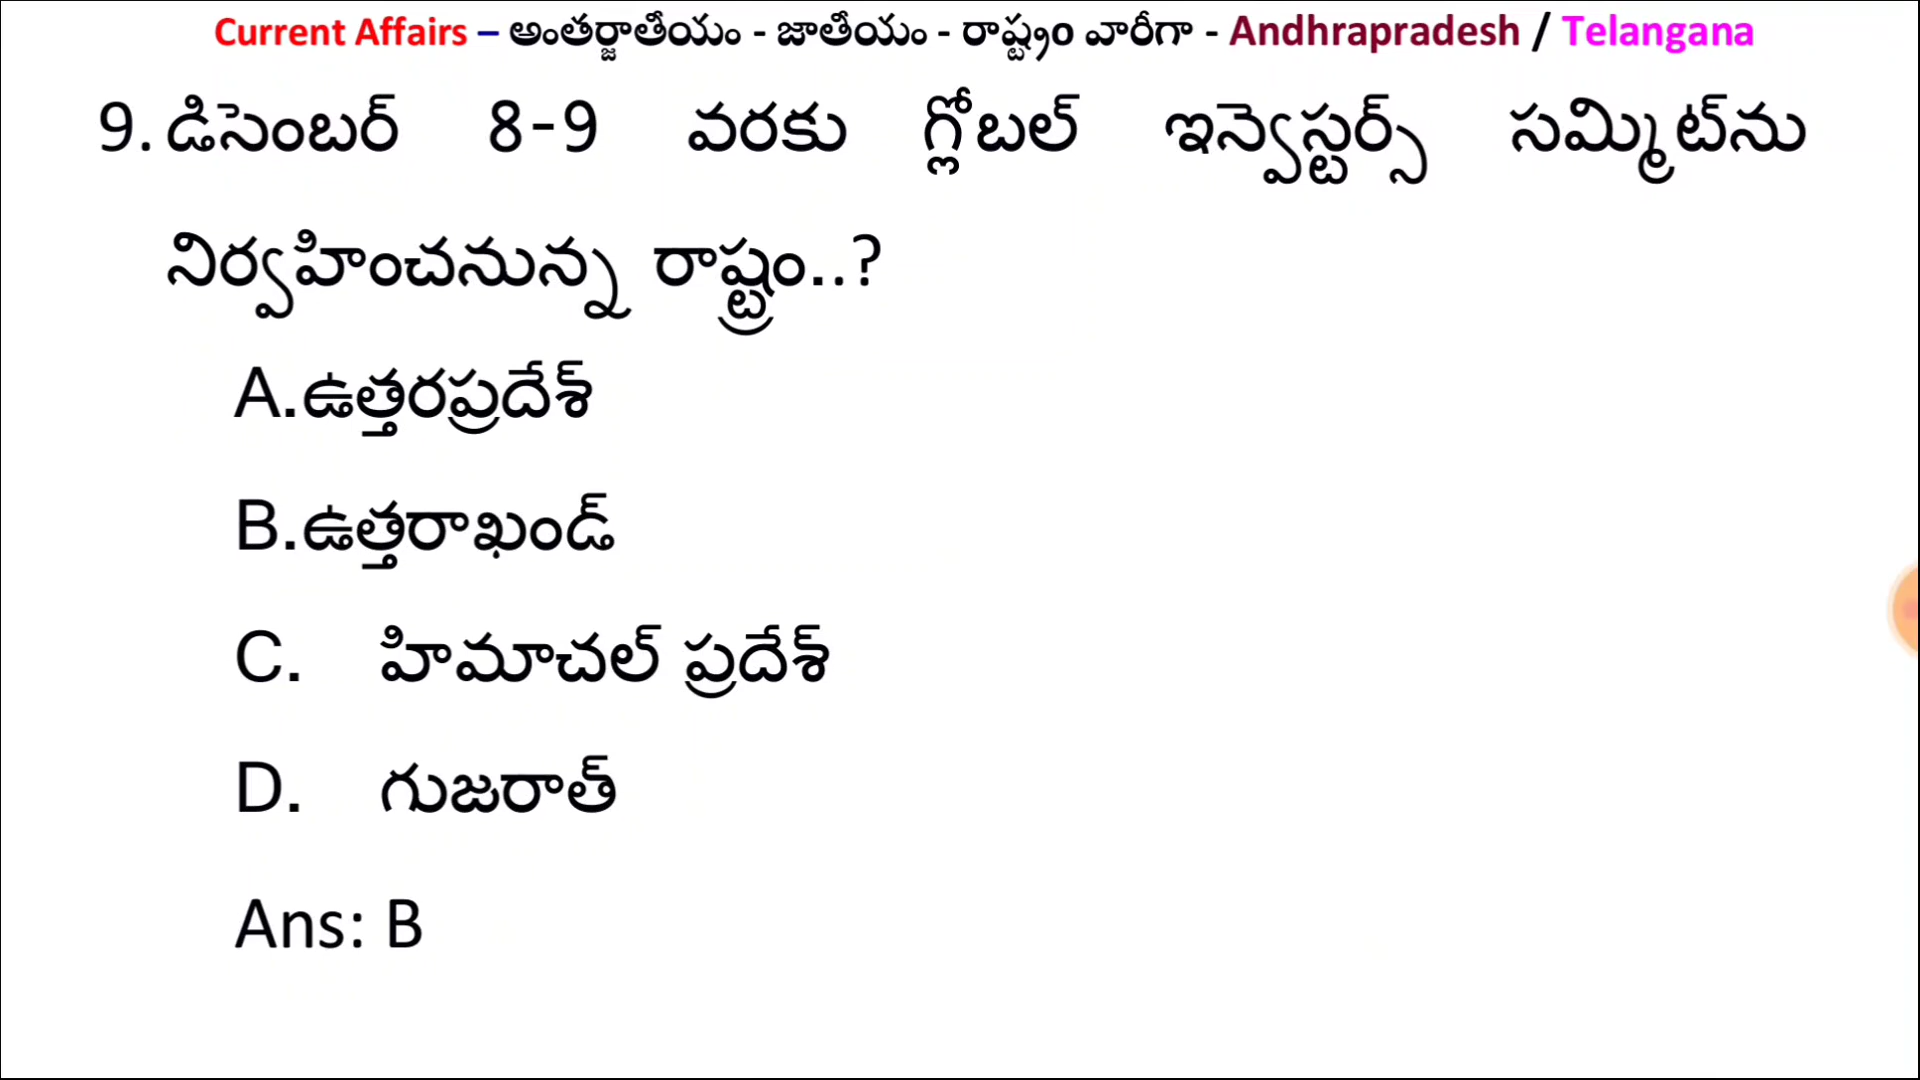 Current Affairs – అంతర్జాతీయం - జాతీయం - రాష్ట్రం వారీగా - Andhrapradesh / Telangana
9. డిసెంబర్ 8-9 వరకు గ్లోబల్ ఇన్వెస్టర్స్ సమ్మిట్‌ను
నిర్వహించనున్న రాష్ట్రం..?
A.ఉత్తరప్రదేశ్
B.ఉత్తరాఖండ్
C. హిమాచల్ ప్రదేశ్
D. గుజరాత్
Ans: B